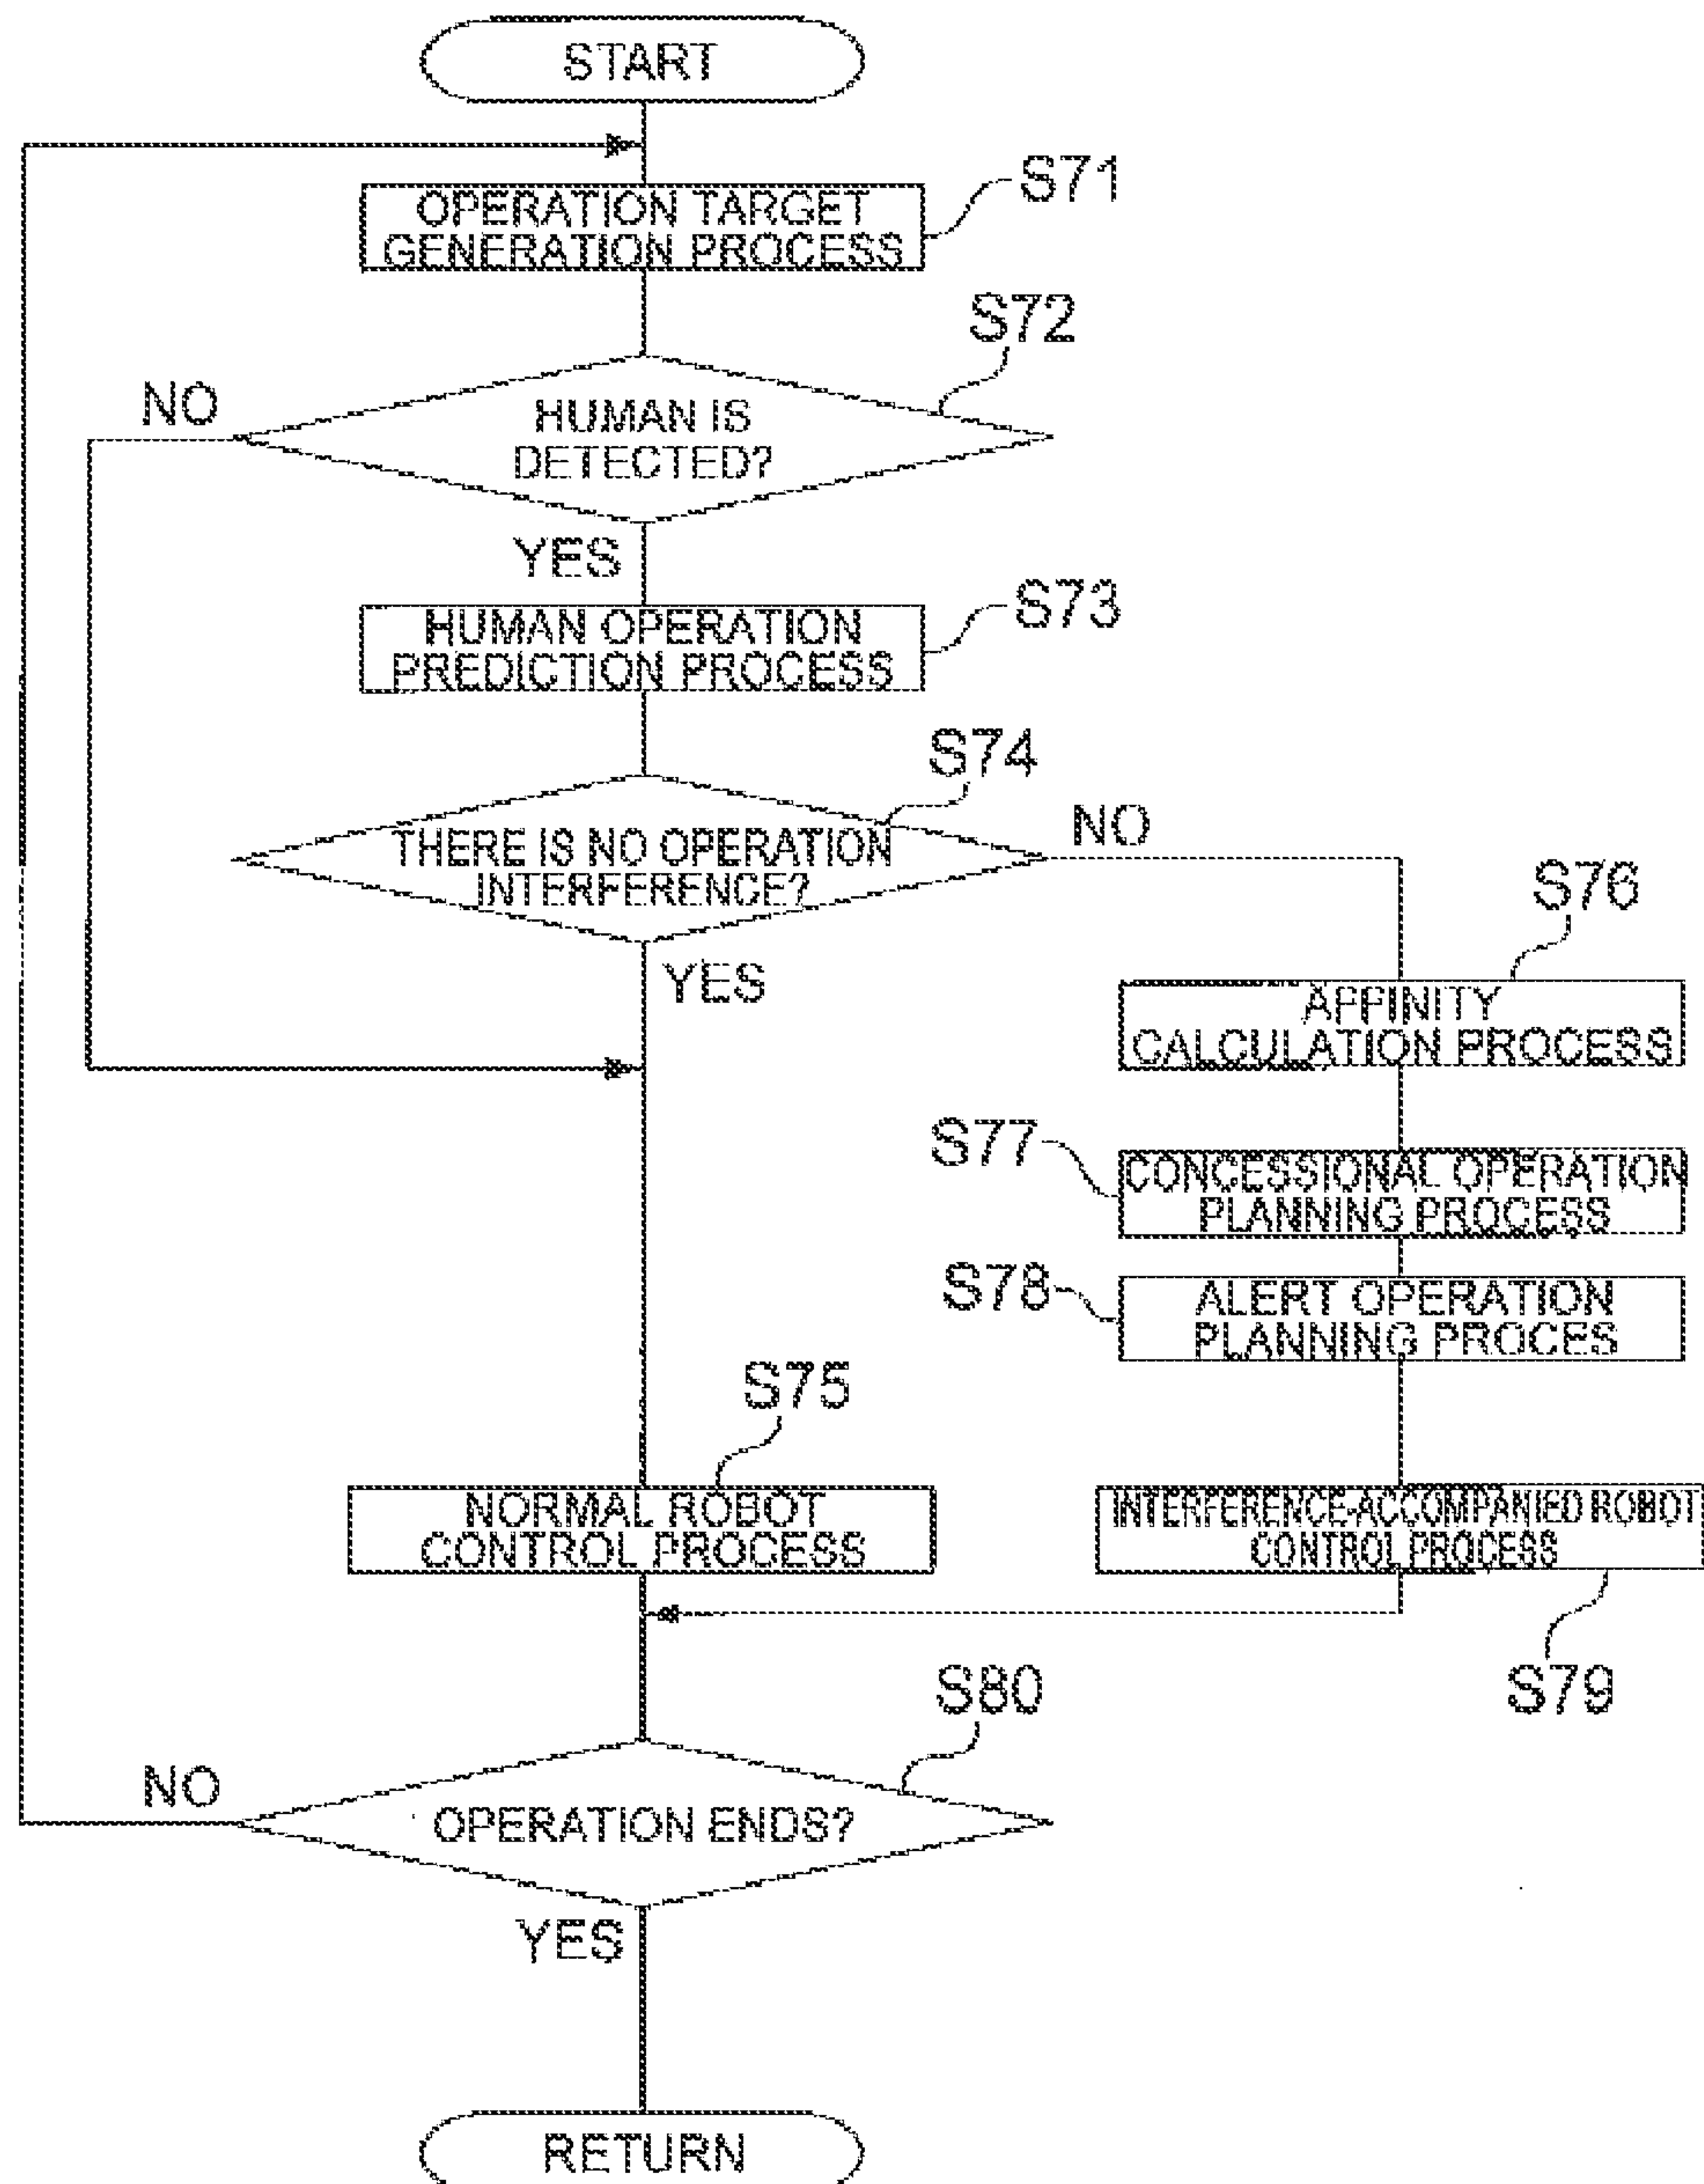 START
S71
OPERATION TARGET
GENERATION PROCESS
S72
NO
HUMAN IS
DETECTED?
YES
S73
HUMAN OPERATION
PREDICTION PROCESS
S74
NO
THERE IS NO OPERATION
INTERFERENCE?
YES
S76
AFFINITY
CALCULATION PROCESS
S77
CONCESSIONAL OPERATION
PLANNING PROCESS
S78
ALERT OPERATION
PLANNING PROCES
S75
NORMAL ROBOT
CONTROL PROCESS
INTERFERENCE-ACCOMPANIED ROBOT
CONTROL PROCESS
S79
S80
NO
OPERATION ENDS?
YES
RETURN